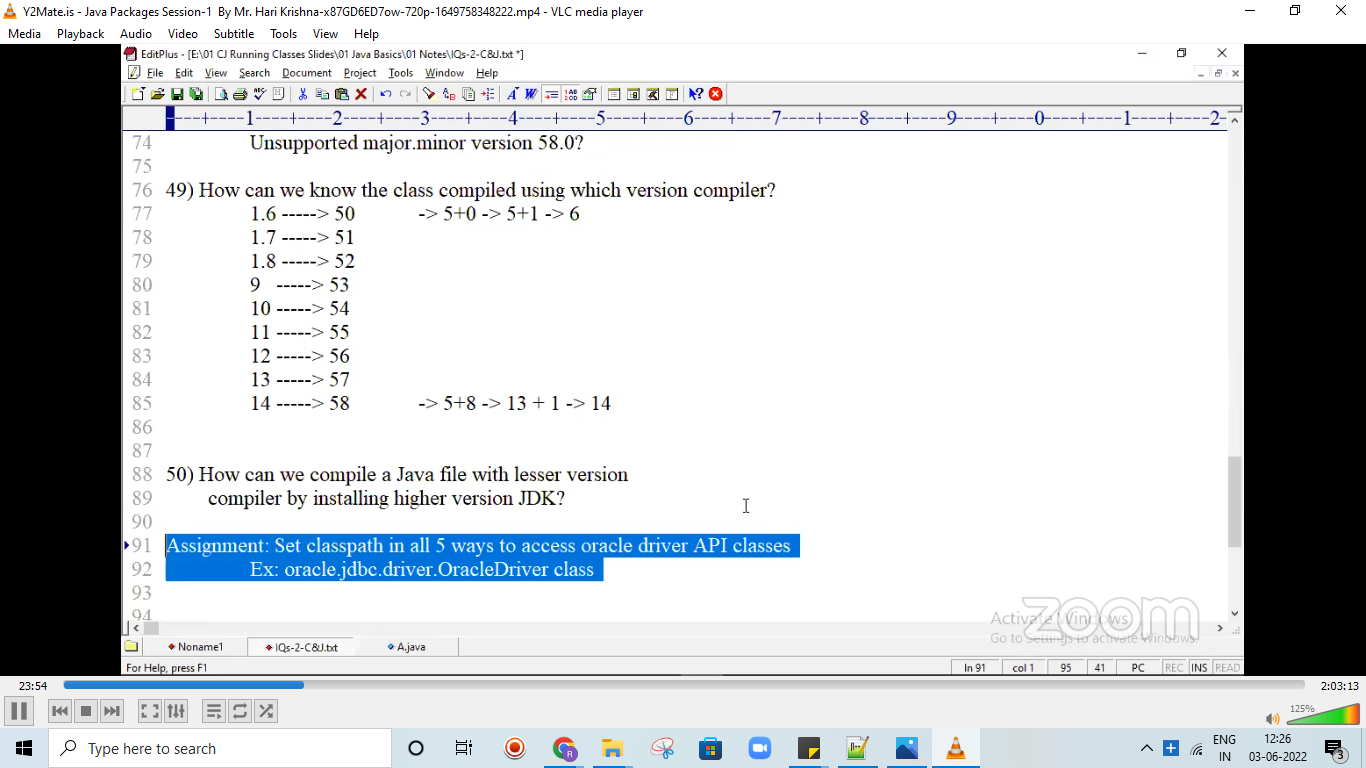 Y2Mate.is - Java Packages Session-1 By Mr. Hari Krishna-x87GD6ED7ow-720p-1649758348222.mp4 - VLC media player
Media Playback Audio Video Subtitle Tools View Help
EditPlus - [E:\01 CJ Running Classes Slides\01 Java Basics\01 Notes\IQs-2-C&J.txt *]
File Edit View Search Document Project Tools Window Help
----+----1----+----2----+----3----+----4----+----5----+----6----+----7----+----8----+----9----+----0----+----1----+----2-
74 Unsupported major.minor version 58.0?
75
76 49) How can we know the class compiled using which version compiler?
77 1.6 -----> 50 -> 5+0 -> 5+1 -> 6
78 1.7 -----> 51
79 1.8 -----> 52
80 9 -----> 53
81 10 -----> 54
82 11 -----> 55
83 12 -----> 56
84 13 -----> 57
85 14 -----> 58 -> 5+8 -> 13 + 1 -> 14
86
87
88 50) How can we compile a Java file with lesser version
89 compiler by installing higher version JDK?
90
91 Assignment: Set classpath in all 5 ways to access oracle driver API classes
92 Ex: oracle.jdbc.driver.OracleDriver class
93
94
zoom
Activate Windows
Go to Settings to activate Windows.
Noname1 IQs-2-C&J.txt A.java
For Help, press F1 ln 91 col 1 95 41 PC REC INS READ
23:54 2:03:13
125%
Type here to search
ENG 12:26
IN 03-06-2022 3